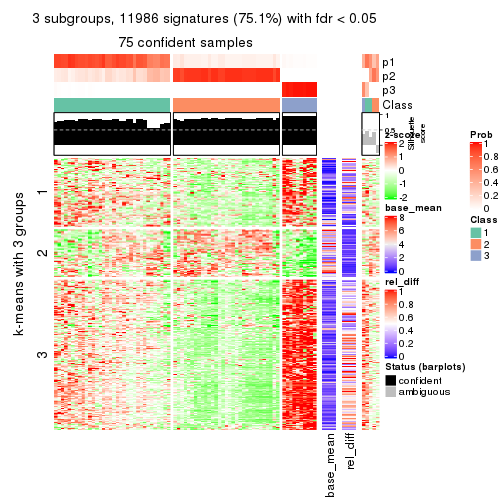 3 subgroups, 11986 signatures (75.1%) with fdr < 0.05
75 confident samples
p1
p2
p3
Class
1
0.5
Silhouette
score
k-means with 3 groups
1
2
3
base_mean
rel_diff
z-score
2
1
0
-1
-2
base_mean
8
6
4
2
0
rel_diff
1
0.8
0.6
0.4
0.2
0
Status (barplots)
confident
ambiguous
Prob
1
0.8
0.6
0.4
0.2
0
Class
1
2
3